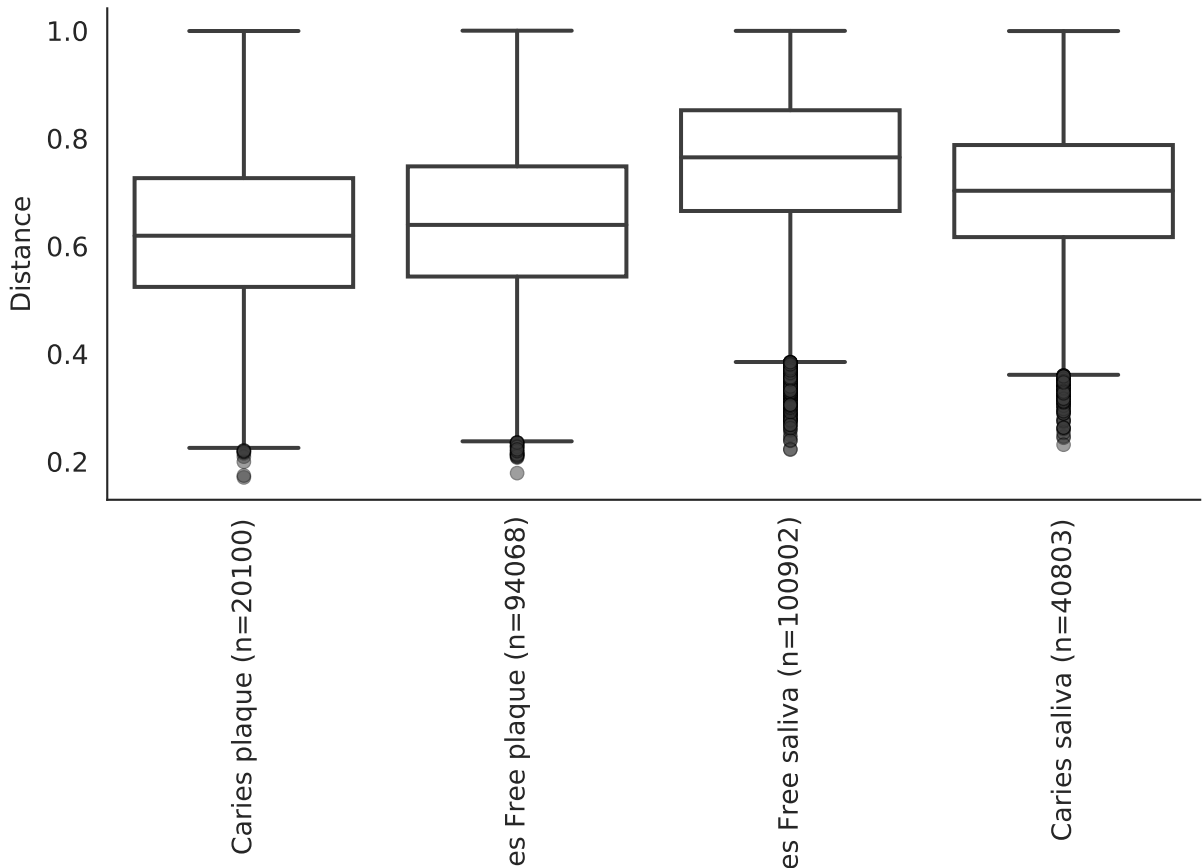 1.0
0.8
0.6
0.4
0.2
Distance
Caries plaque (n=20100)
es Free plaque (n=94068)
es Free saliva (n=100902)
Caries saliva (n=40803)